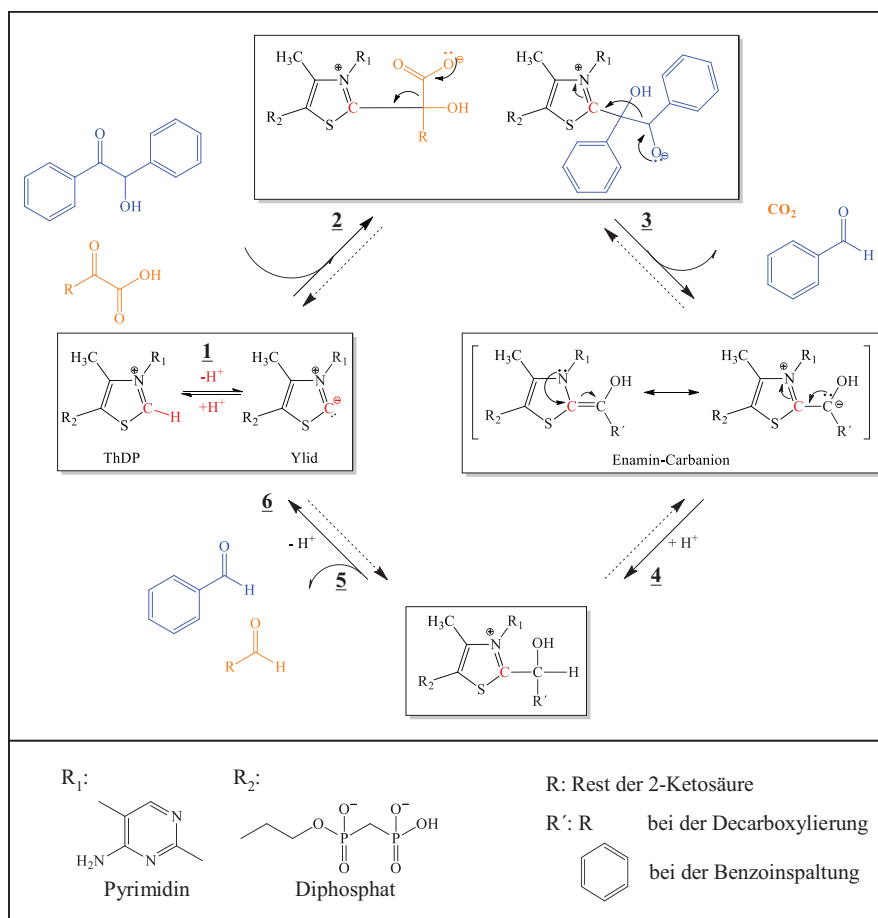 H₃C R₁ O O⊖
N⊕
R₂ S C OH
R
H₃C R₁
N⊕ OH
R₂ S C
O⊖
O
OH
2
3
CO₂
O
H
O
R OH
O
H₃C R₁
N⊕
R₂ S C H
ThDP
1
-H⁺
+H⁺
H₃C R₁
N⊕
R₂ S C⊖
Ylid
H₃C R₁
N OH
R₂ S C C
R´
H₃C R₁
N⊕ OH
R₂ S C C⊖
R´
Enamin-Carbanion
6
- H⁺
5
+ H⁺
4
O
H
O
R H
H₃C R₁
N⊕ OH
R₂ S C C H
R´
R₁:
N
H₂N N
Pyrimidin
R₂:
O⁻ O⁻
O P P OH
O O
Diphosphat
R: Rest der 2-Ketosäure
R´: R bei der Decarboxylierung
bei der Benzoinspaltung